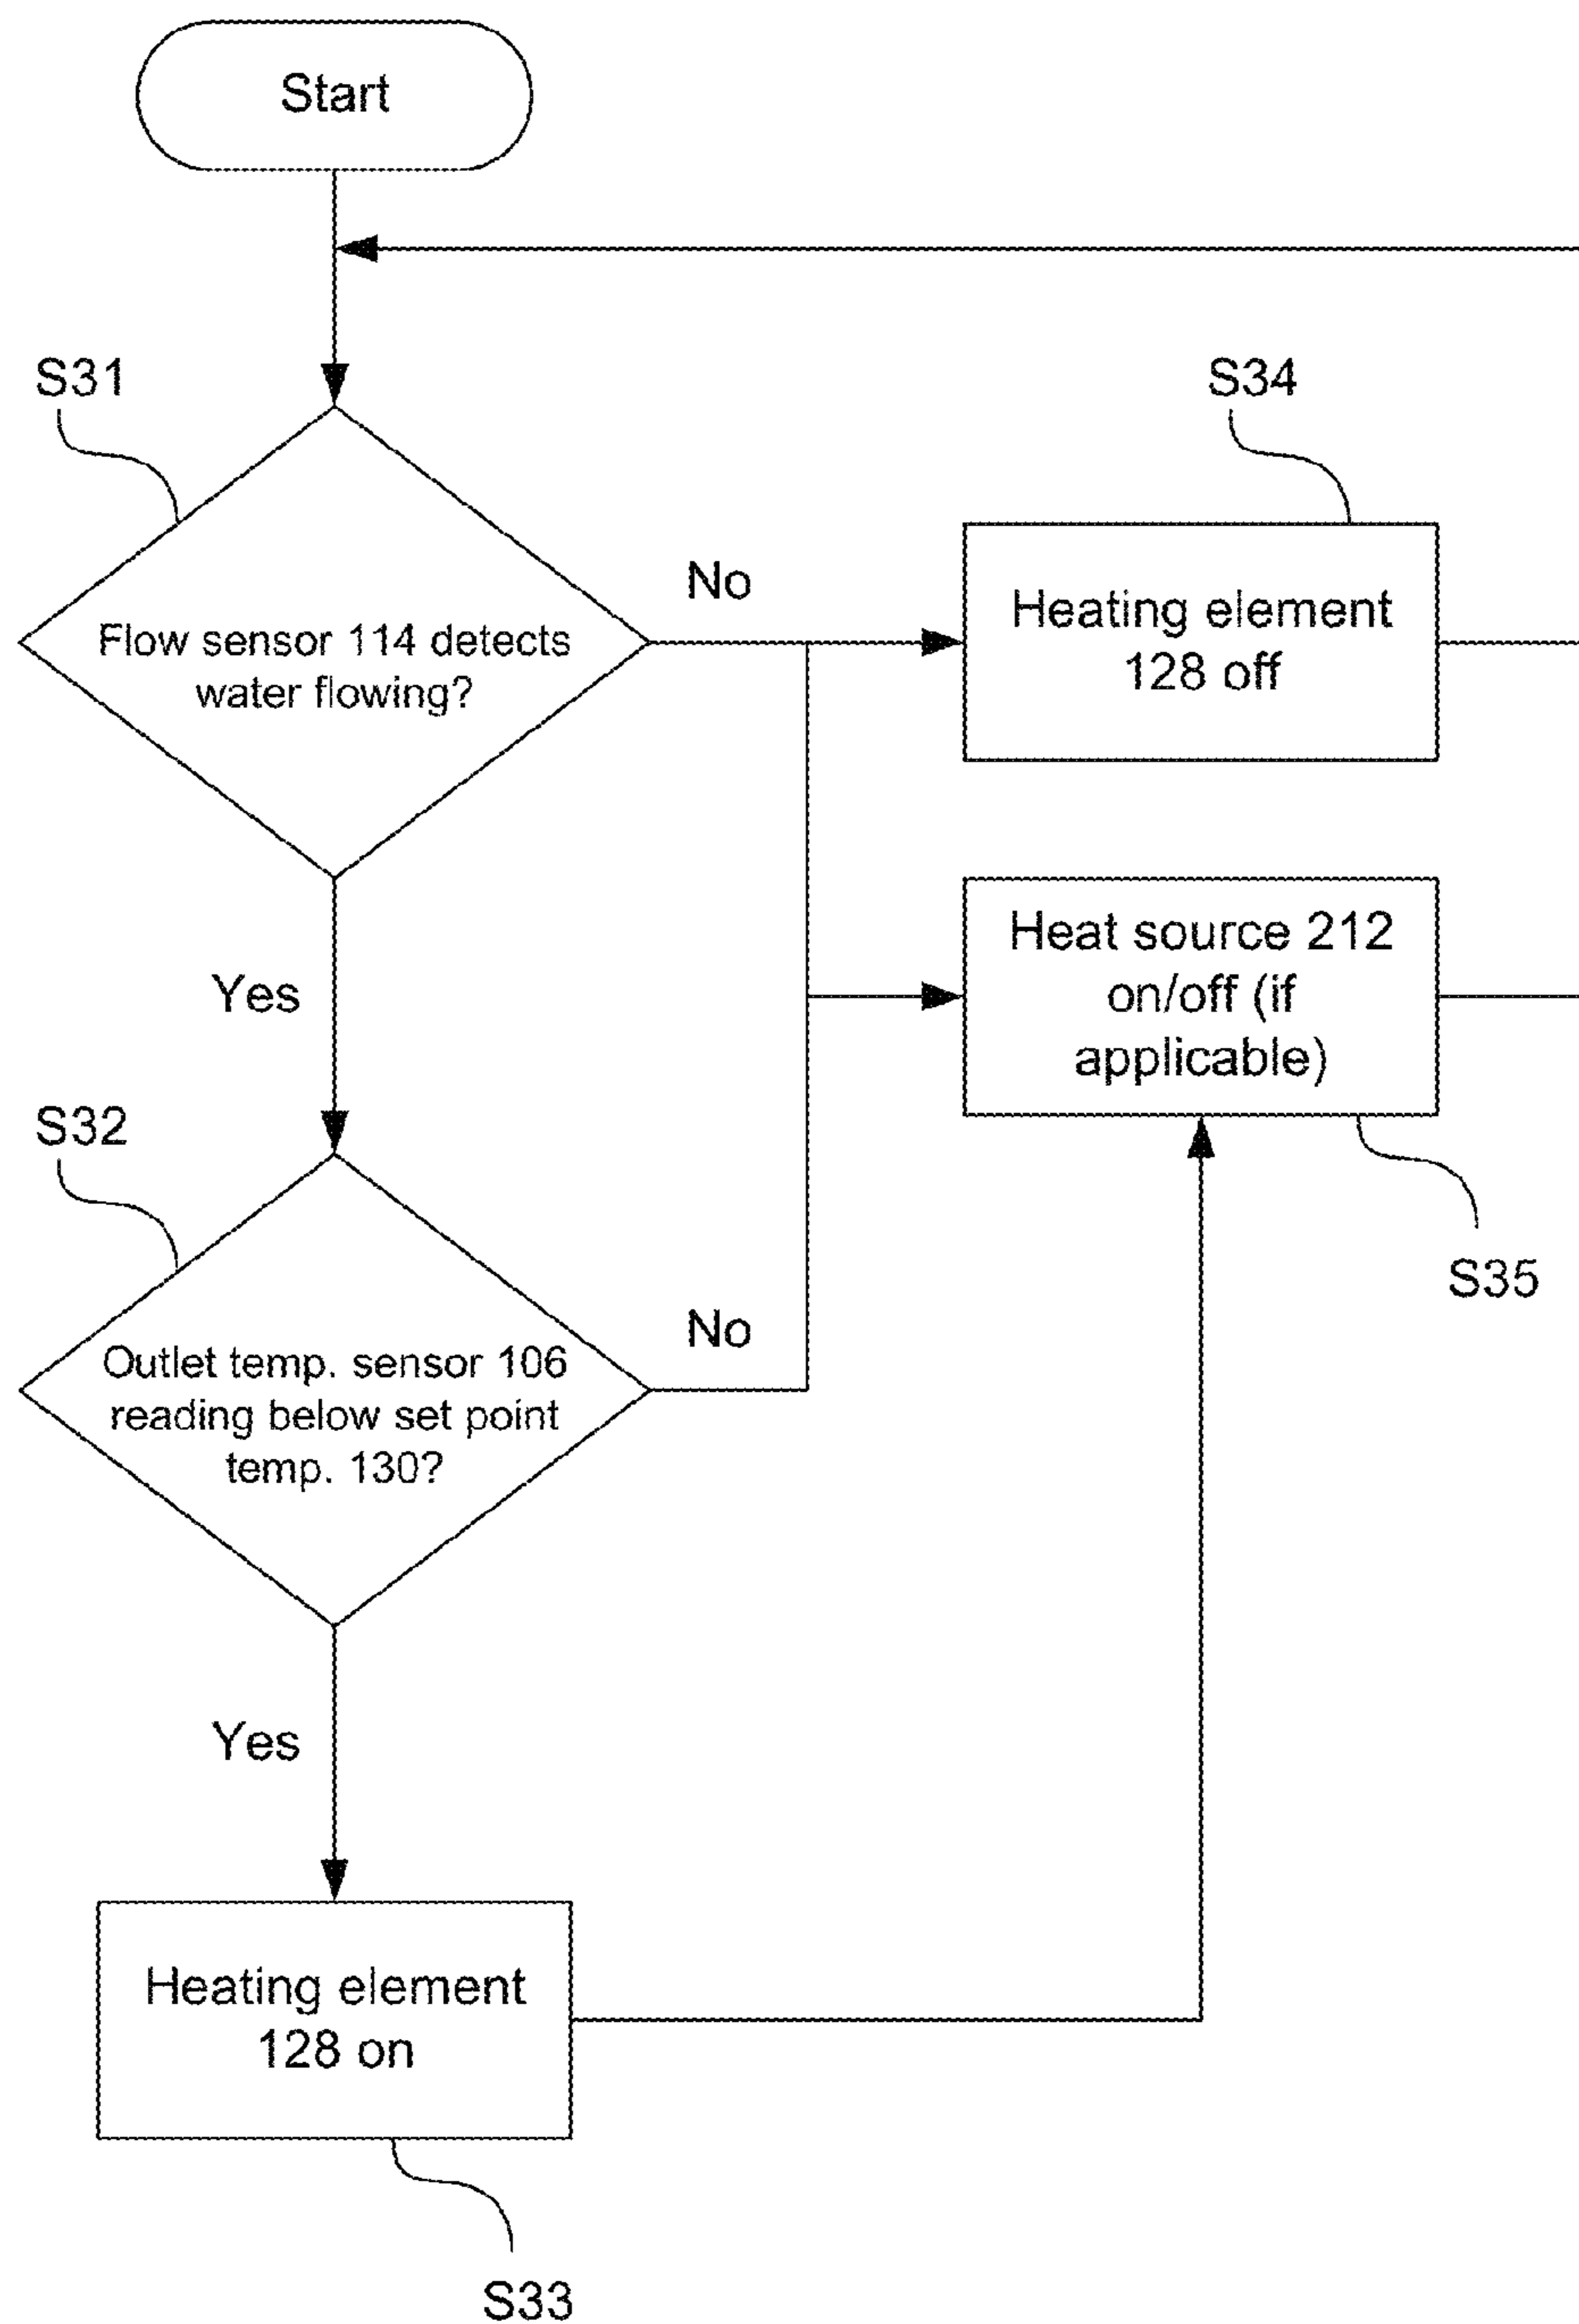 Start
S31
S34
Flow sensor 114 detects
water flowing?
No
Heating element
128 off
Yes
Heat source 212
on/off (if
applicable)
S32
S35
Outlet temp. sensor 106
reading below set point
temp. 130?
No
Yes
Heating element
128 on
S33